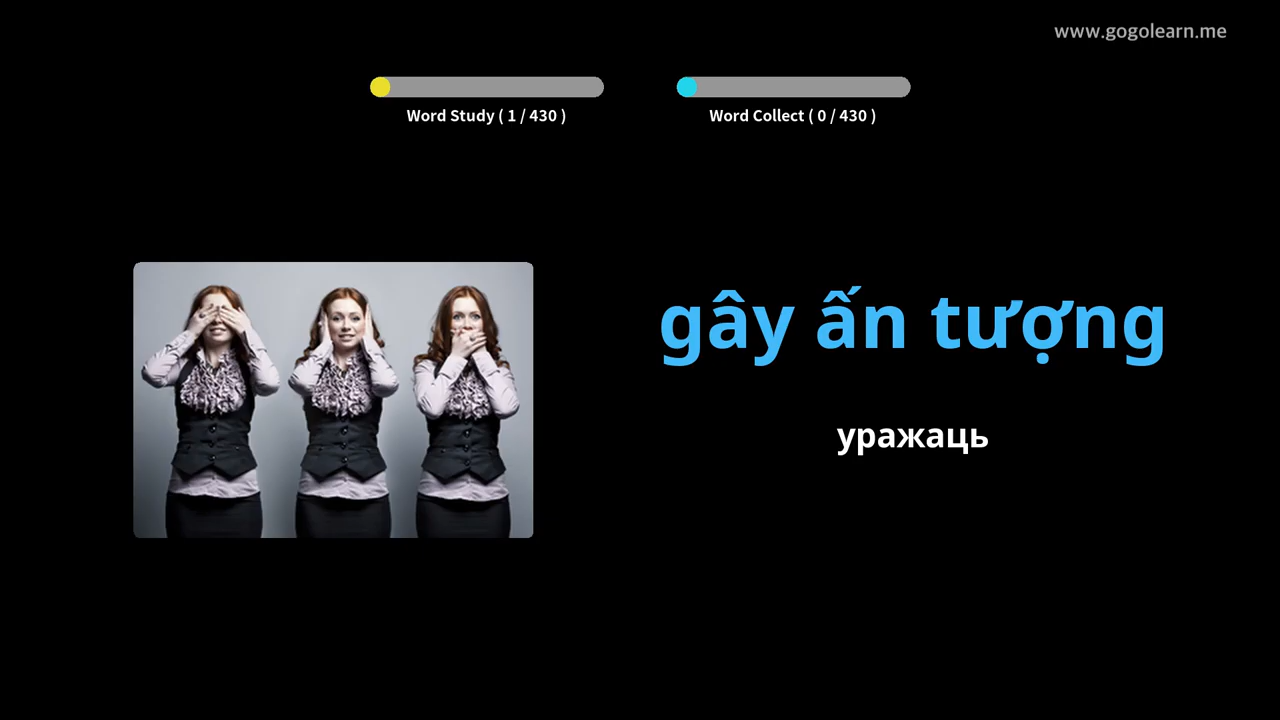 www.gogolearn.me
Word Study ( 1 / 430 )
Word Collect ( 0 / 430 )
gây ấn tượng
уражаць